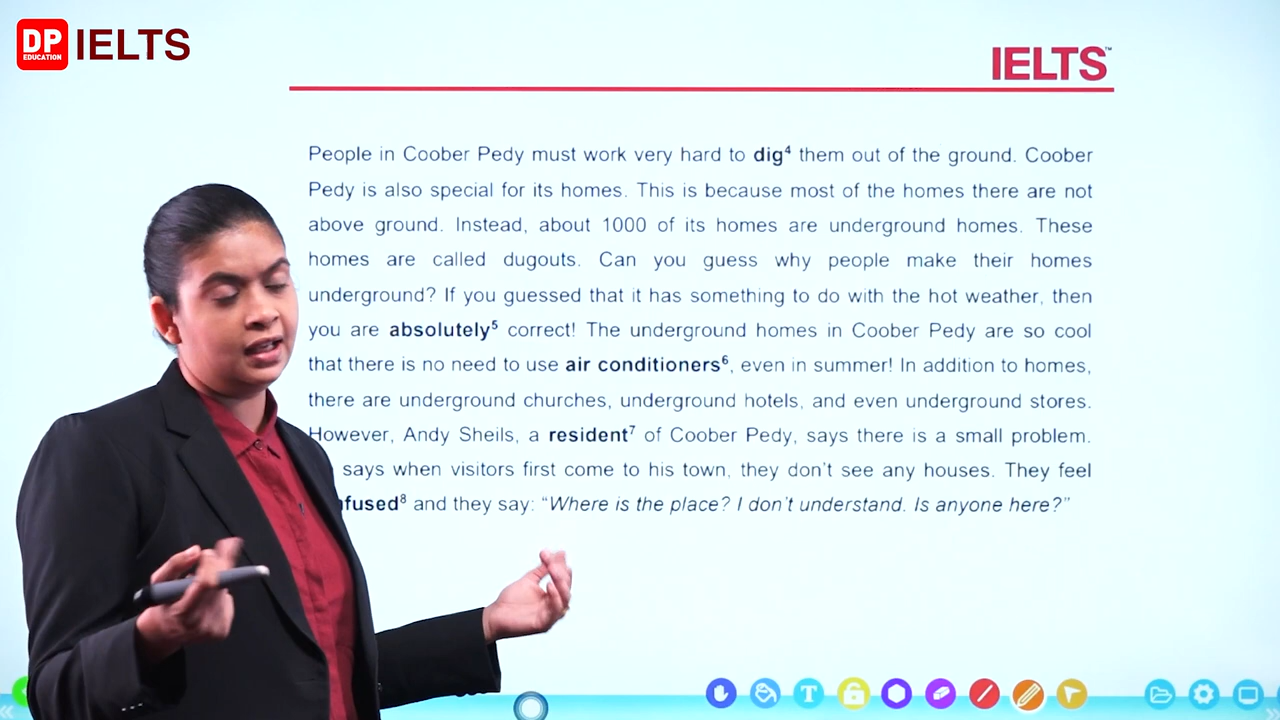 DP
EDUCATION
IELTS
IELTS™
People in Coober Pedy must work very hard to dig⁴ them out of the ground. Coober
Pedy is also special for its homes. This is because most of the homes there are not
above ground. Instead, about 1000 of its homes are underground homes. These
homes are called dugouts. Can you guess why people make their homes
underground? If you guessed that it has something to do with the hot weather, then
you are absolutely⁵ correct! The underground homes in Coober Pedy are so cool
that there is no need to use air conditioners⁶, even in summer! In addition to homes,
there are underground churches, underground hotels, and even underground stores.
However, Andy Sheils, a resident⁷ of Coober Pedy, says there is a small problem.
says when visitors first come to his town, they don't see any houses. They feel
nfused⁸ and they say: “Where is the place? I don't understand. Is anyone here?”
T